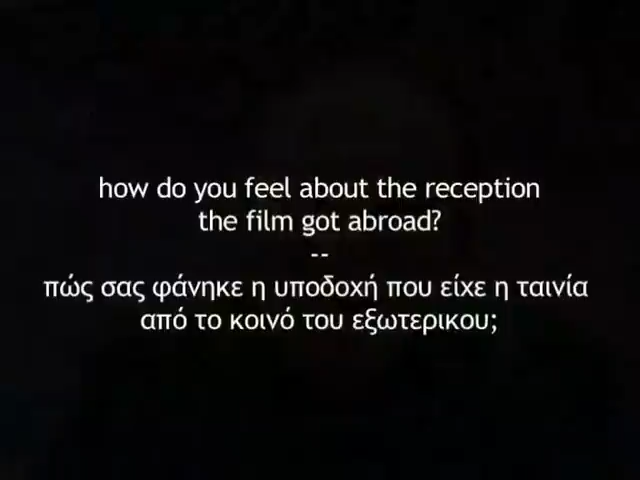 how do you feel about the reception
the film got abroad?
--
πώς σας φάνηκε η υποδοχή που είχε η ταινία
από το κοινό του εξωτερικου;